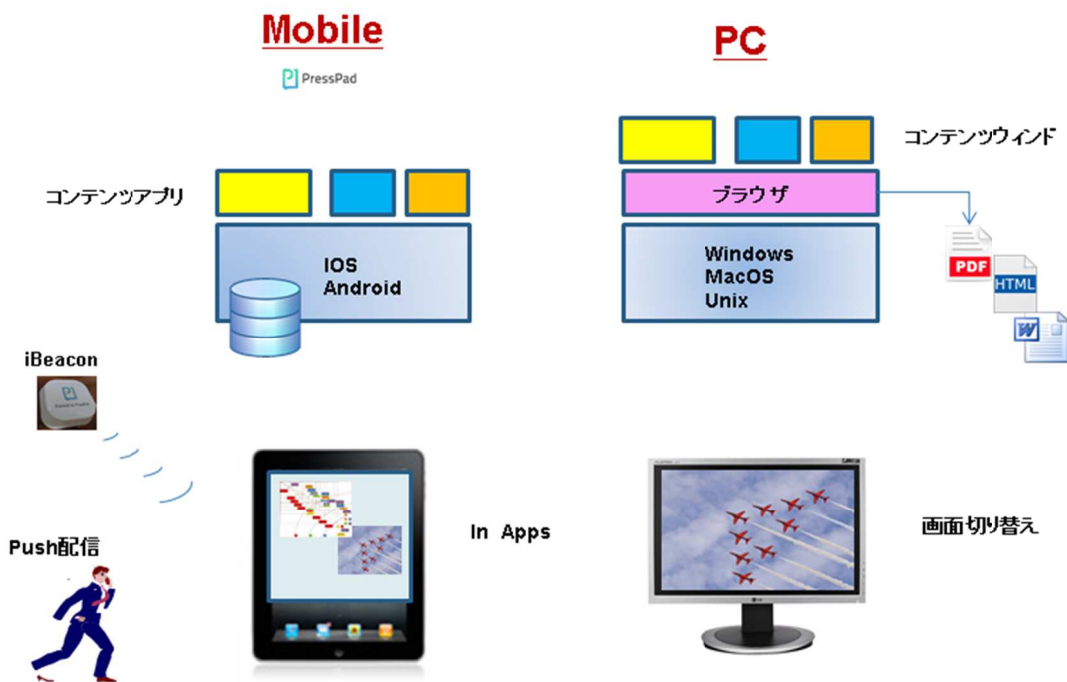 Mobile
PC
PressPad
コンテンツウィンド
コンテンツアプリ
ブラウザ
IOS
Android
Windows
MacOS
Unix
PDF
HTML
W
iBeacon
In Apps
画面切り替え
Push配信
LG